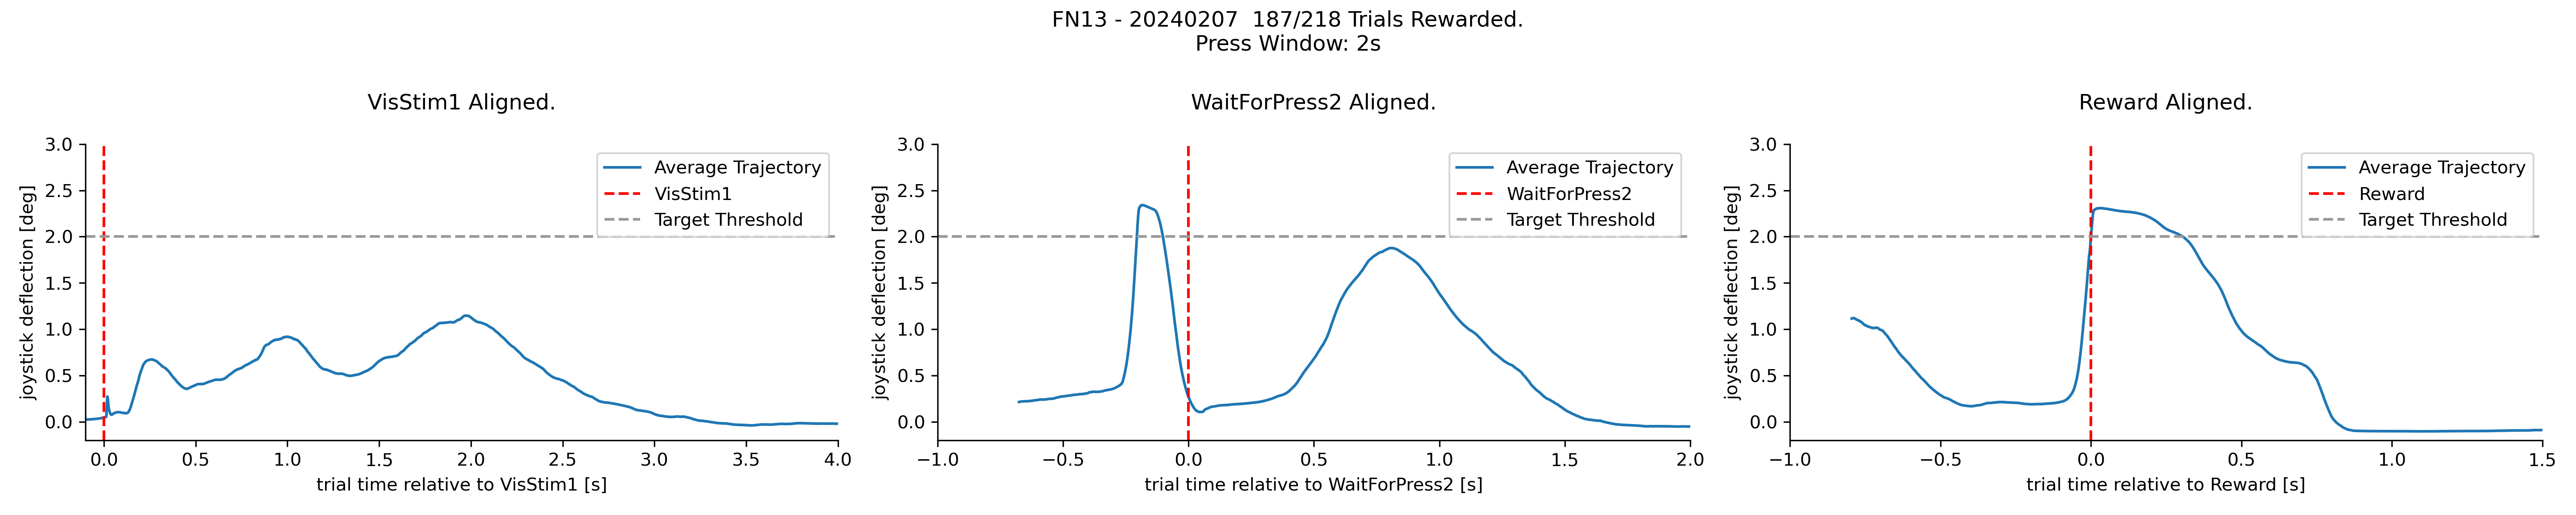 FN13 - 20240207  187/218 Trials Rewarded.
Press Window: 2s
VisStim1 Aligned.
3.0
2.5
2.0
1.5
1.0
0.5
0.0
joystick deflection [deg]
Average Trajectory
VisStim1
Target Threshold
0.0 0.5 1.0 1.5 2.0 2.5 3.0 3.5 4.0
trial time relative to VisStim1 [s]
WaitForPress2 Aligned.
3.0
2.5
2.0
1.5
1.0
0.5
0.0
joystick deflection [deg]
Average Trajectory
WaitForPress2
Target Threshold
−1.0 −0.5 0.0 0.5 1.0 1.5 2.0
trial time relative to WaitForPress2 [s]
Reward Aligned.
3.0
2.5
2.0
1.5
1.0
0.5
0.0
joystick deflection [deg]
Average Trajectory
Reward
Target Threshold
−1.0 −0.5 0.0 0.5 1.0 1.5
trial time relative to Reward [s]